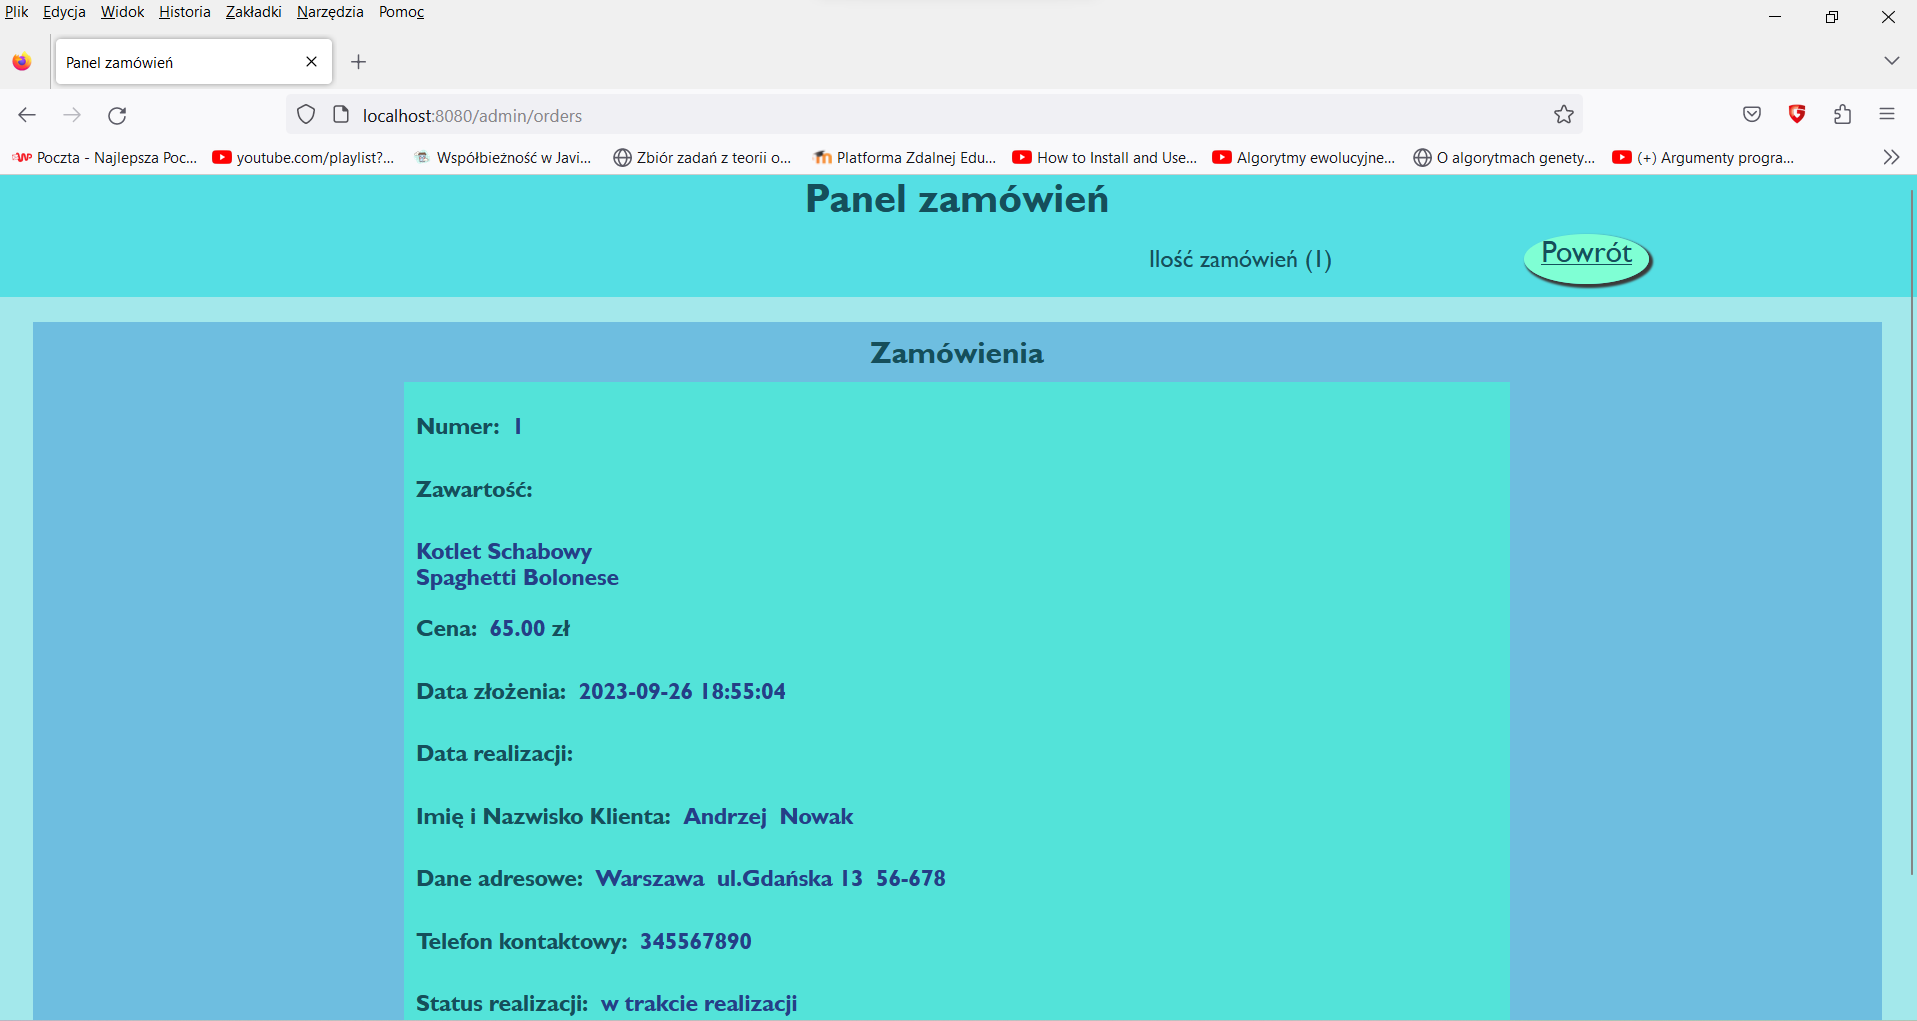 Plik Edycja Widok Historia Zakładki Narzędzia Pomoc
Panel zamówień
localhost:8080/admin/orders
Poczta - Najlepsza Poc... youtube.com/playlist?... Współbieżność w Javi... Zbiór zadań z teorii o... Platforma Zdalnej Edu... How to Install and Use... Algorytmy ewolucyjne... O algorytmach genety... (+) Argumenty progra...
Panel zamówień
Ilość zamówień (1) Powrót
Zamówienia
Numer: 1
Zawartość:
Kotlet Schabowy
Spaghetti Bolonese
Cena: 65.00 zł
Data złożenia: 2023-09-26 18:55:04
Data realizacji:
Imię i Nazwisko Klienta: Andrzej Nowak
Dane adresowe: Warszawa ul.Gdańska 13 56-678
Telefon kontaktowy: 345567890
Status realizacji: w trakcie realizacji